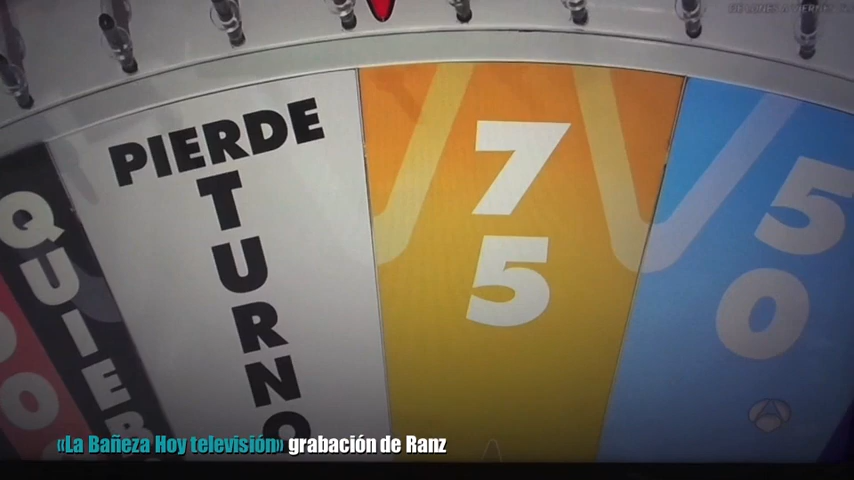 PIERDE
TURNO
75
50
QUIEB
«La Bañeza Hoy televisión» grabación de Ranz